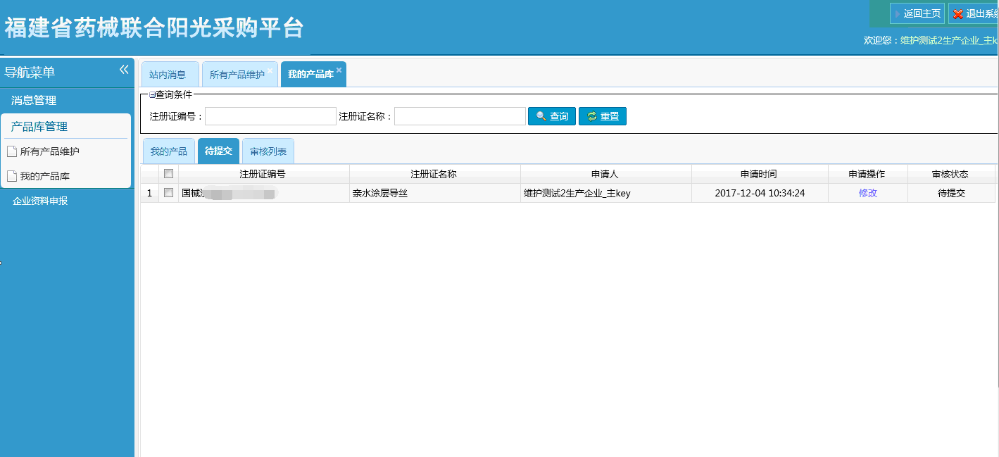 福建省药械联合阳光采购平台
返回主页 退出系统
欢迎您：维护测试2生产企业_主k
导航菜单
消息管理
产品库管理
所有产品维护
我的产品库
企业资料申报
站内消息 所有产品维护 我的产品库
查询条件
注册证编号： 注册证名称： 查询 重置
我的产品 待提交 审核列表
注册证编号 注册证名称 申请人 申请时间 申请操作 审核状态
1 国械 亲水涂层导丝 维护测试2生产企业_主key 2017-12-04 10:34:24 修改 待提交